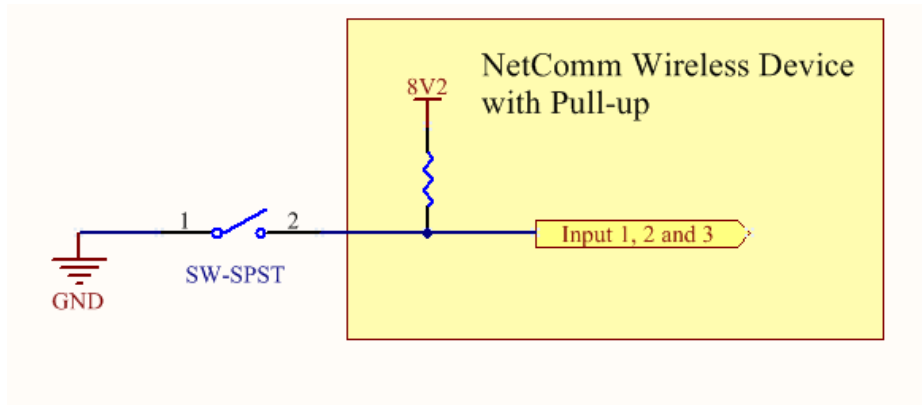 NetComm Wireless Device
with Pull-up
8V2
1
2
Input 1, 2 and 3
SW-SPST
GND